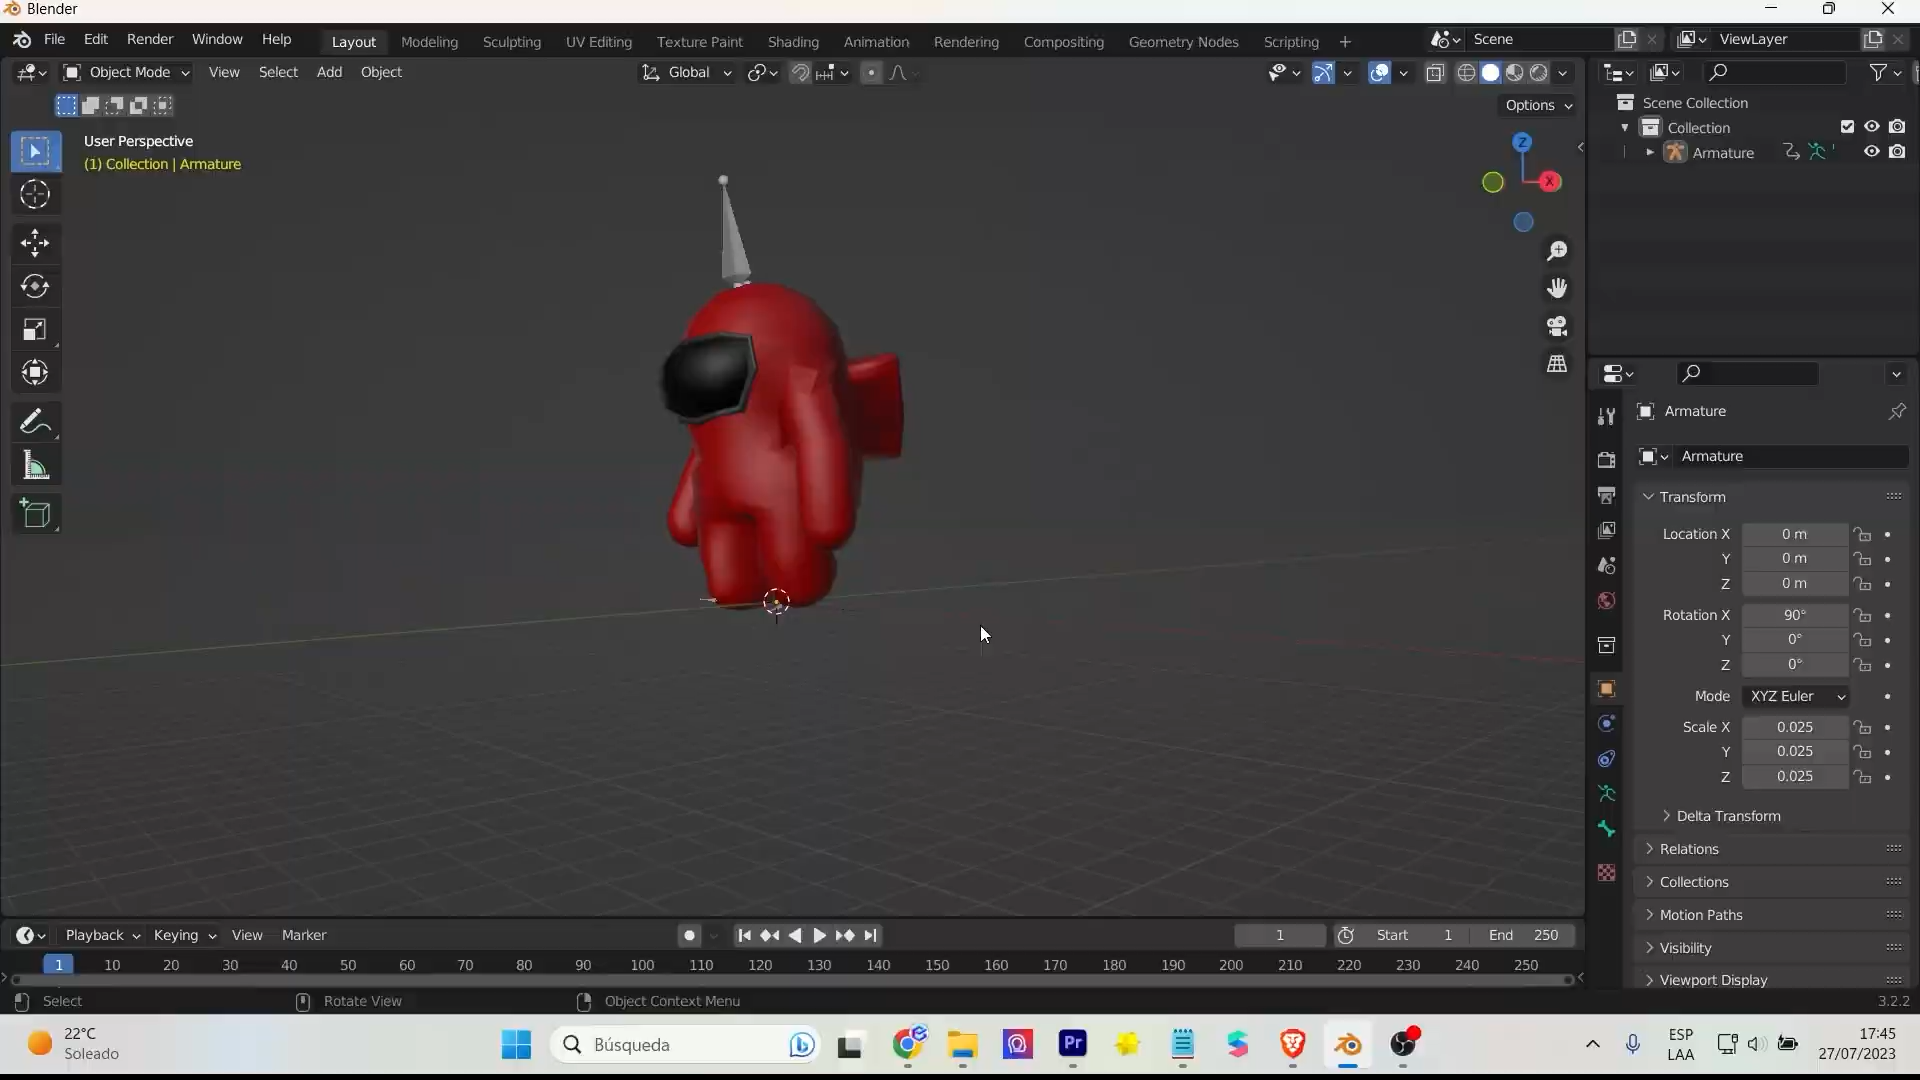 Blender
File Edit Render Window Help Layout Modeling Sculpting UV Editing Texture Paint Shading Animation Rendering Compositing Geometry Nodes Scripting + Scene ViewLayer
Object Mode View Select Add Object Global
Options
User Perspective
(1) Collection | Armature
Z
X
Scene Collection
Collection
Armature
Armature
Armature
Transform
Location X 0 m
Y 0 m
Z 0 m
Rotation X 90°
Y 0°
Z 0°
Mode XYZ Euler
Scale X 0.025
Y 0.025
Z 0.025
Delta Transform
Relations
Collections
Motion Paths
Visibility
Viewport Display
Playback Keying View Marker 1 Start 1 End 250
1 10 20 30 40 50 60 70 80 90 100 110 120 130 140 150 160 170 180 190 200 210 220 230 240 250
Select Rotate View Object Context Menu 3.2.2
22°C
Soleado
Búsqueda
Pr
ESP
LAA
17:45
27/07/2023